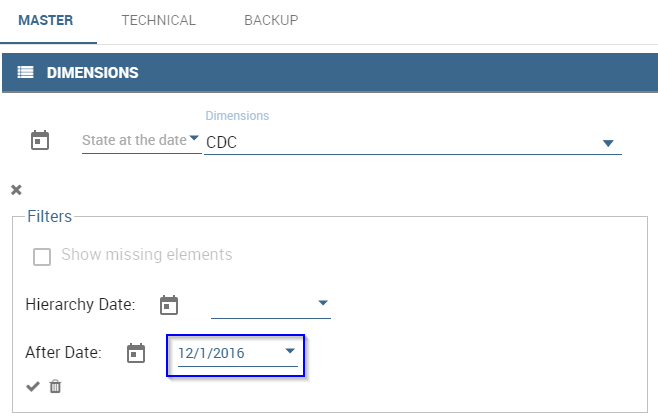 MASTER TECHNICAL BACKUP
DIMENSIONS
Dimensions
State at the date CDC
Filters
Show missing elements
Hierarchy Date:
After Date: 12/1/2016